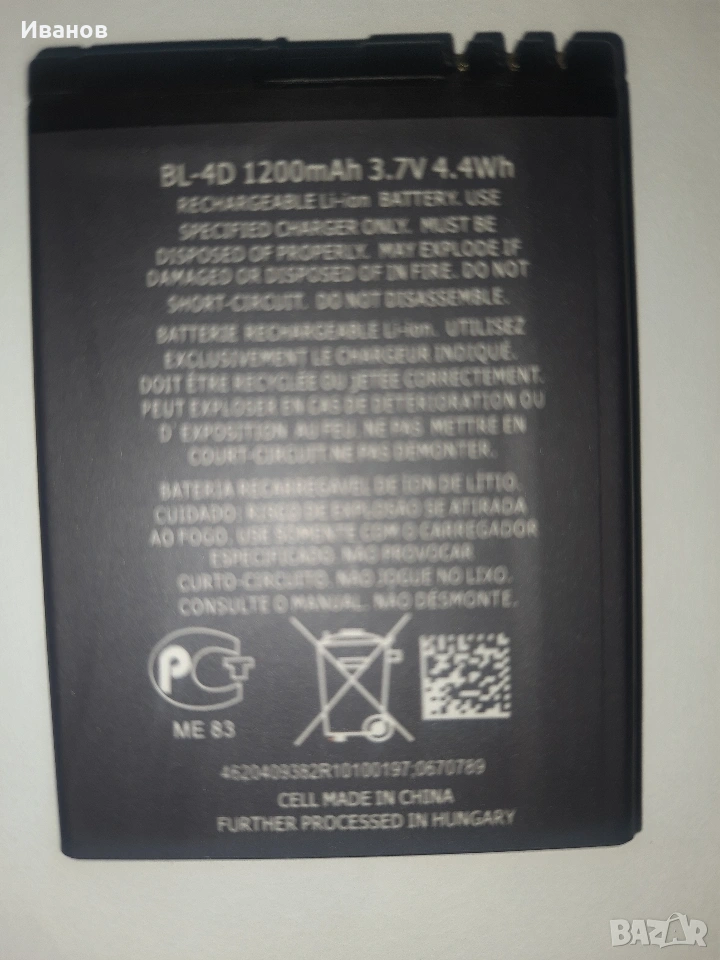 Иванов
BL-4D 1200mAh 3.7V 4.4Wh
RECHARGEABLE Li-ion BATTERY. USE
SPECIFIED CHARGER ONLY. MUST BE
DISPOSED OF PROPERLY. MAY EXPLODE IF
DAMAGED OR DISPOSED OF IN FIRE. DO NOT
SHORT-CIRCUIT. DO NOT DISASSEMBLE.
BATTERIE RECHARGEABLE Li-ion. UTILISEZ
EXCLUSIVEMENT LE CHARGEUR INDIQUÉ.
DOIT ÊTRE RECYCLÉE OU JETÉE CORRECTEMENT.
PEUT EXPLOSER EN CAS DE DÉTÉRIORATION OU
D' EXPOSITION AU FEU. NE PAS METTRE EN
COURT-CIRCUIT NE PAS DÉMONTER.
BATERIA RECARREGÁVEL DE ÍON DE LÍTIO.
CUIDADO. RISCO DE EXPLOSÃO SE ATIRADA
AO FOGO. USE SOMENTE COM O CARREGADOR
ESPECIFICADO. NÃO PROVOCAR
CURTO-CIRCUITO. NÃO JOGUE NO LIXO.
CONSULTE O MANUAL. NÃO DESMONTE.
РСТ
ME 83
4620409382R10100197;0670789
CELL MADE IN CHINA
FURTHER PROCESSED IN HUNGARY
BAZAR